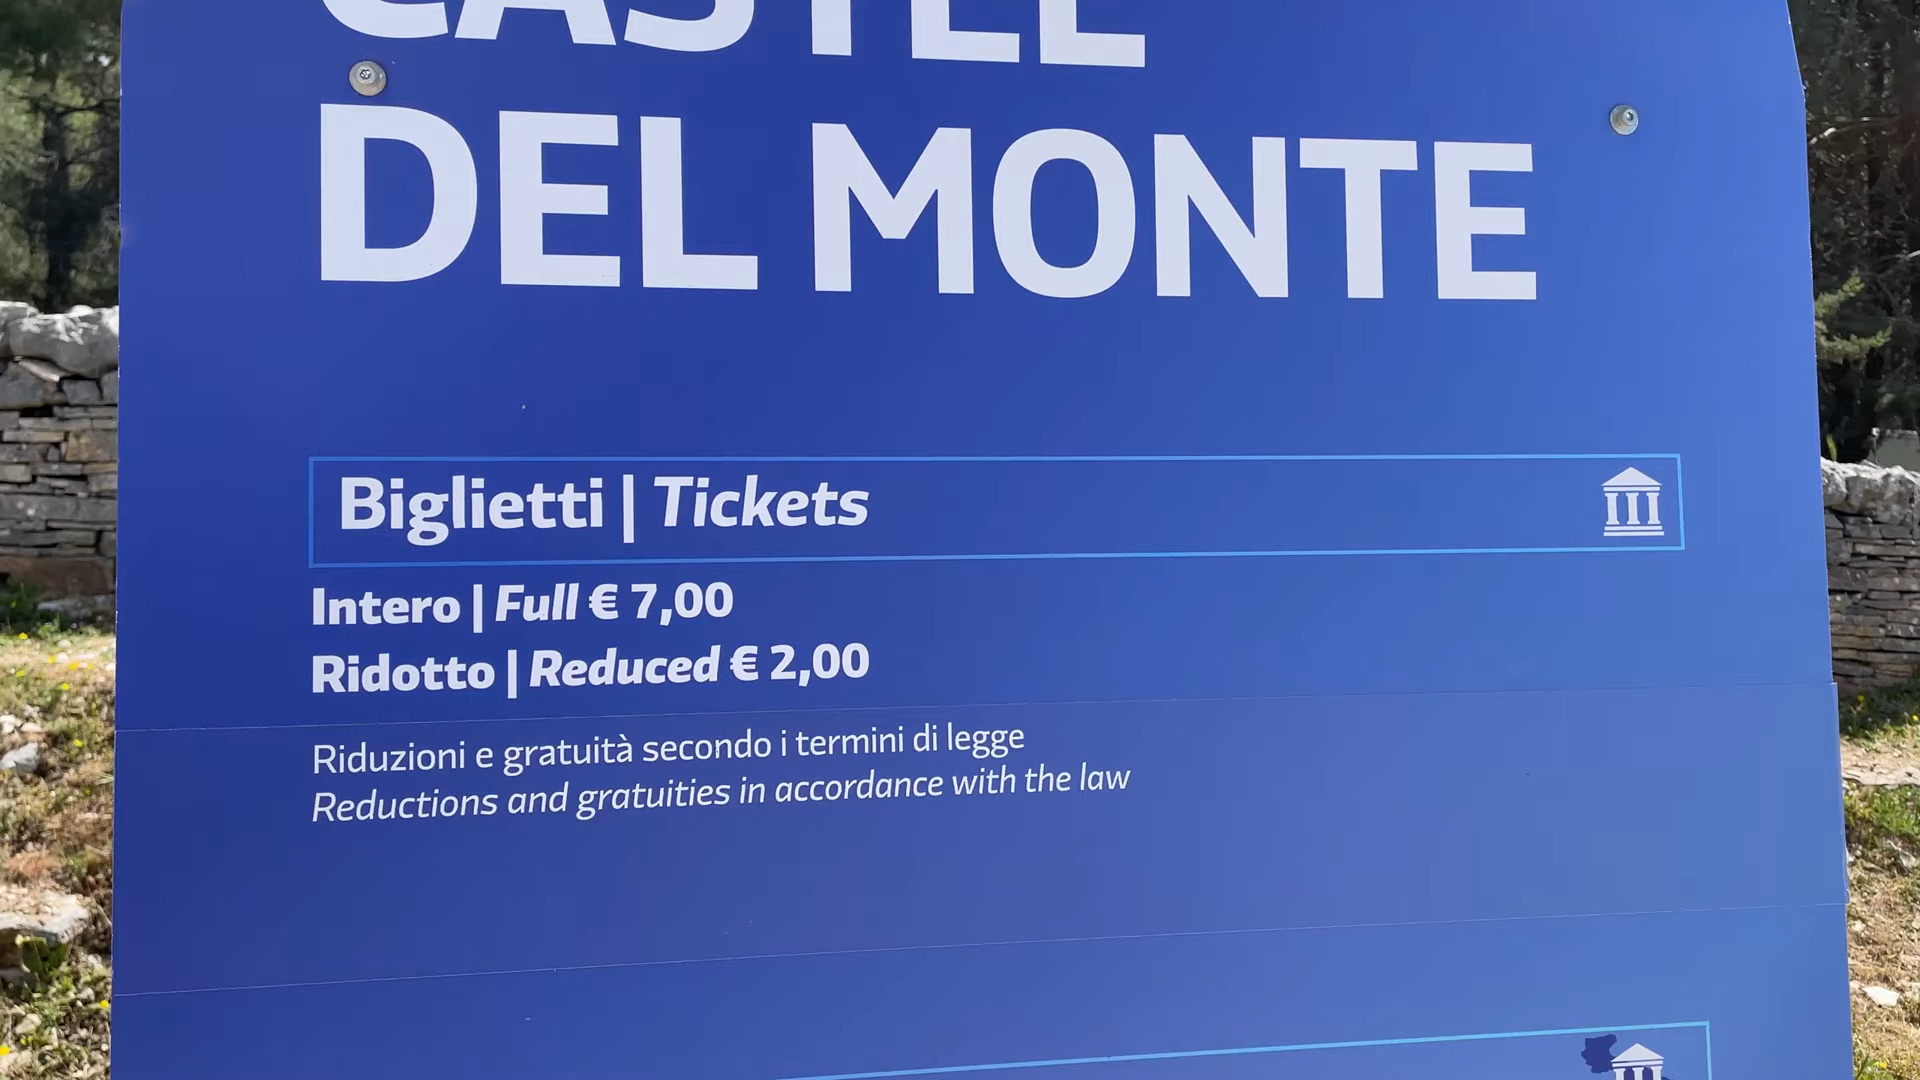 CASTEL
DEL MONTE
Biglietti | Tickets
Intero | Full € 7,00
Ridotto | Reduced € 2,00
Riduzioni e gratuità secondo i termini di legge
Reductions and gratuities in accordance with the law